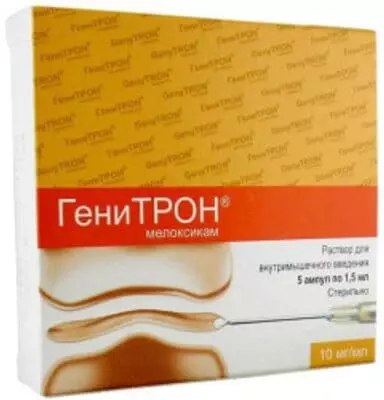 ГениТРОН®
мелоксикам
Раствор для
внутримышечного введения
5 ампул по 1,5 мл
Стерильно
10 мг/мл